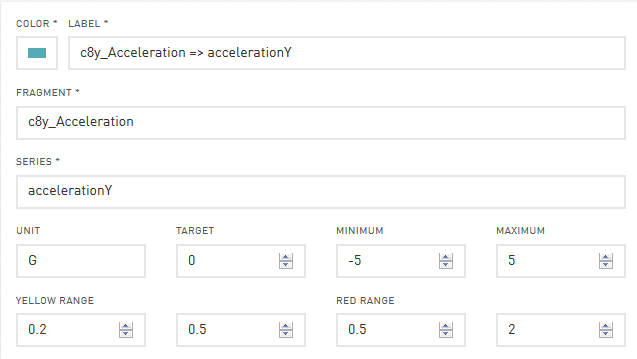 COLOR * LABEL *
c8y_Acceleration => accelerationY
FRAGMENT *
c8y_Acceleration
SERIES *
accelerationY
UNIT TARGET MINIMUM MAXIMUM
G 0 -5 5
YELLOW RANGE RED RANGE
0.2 0.5 0.5 2